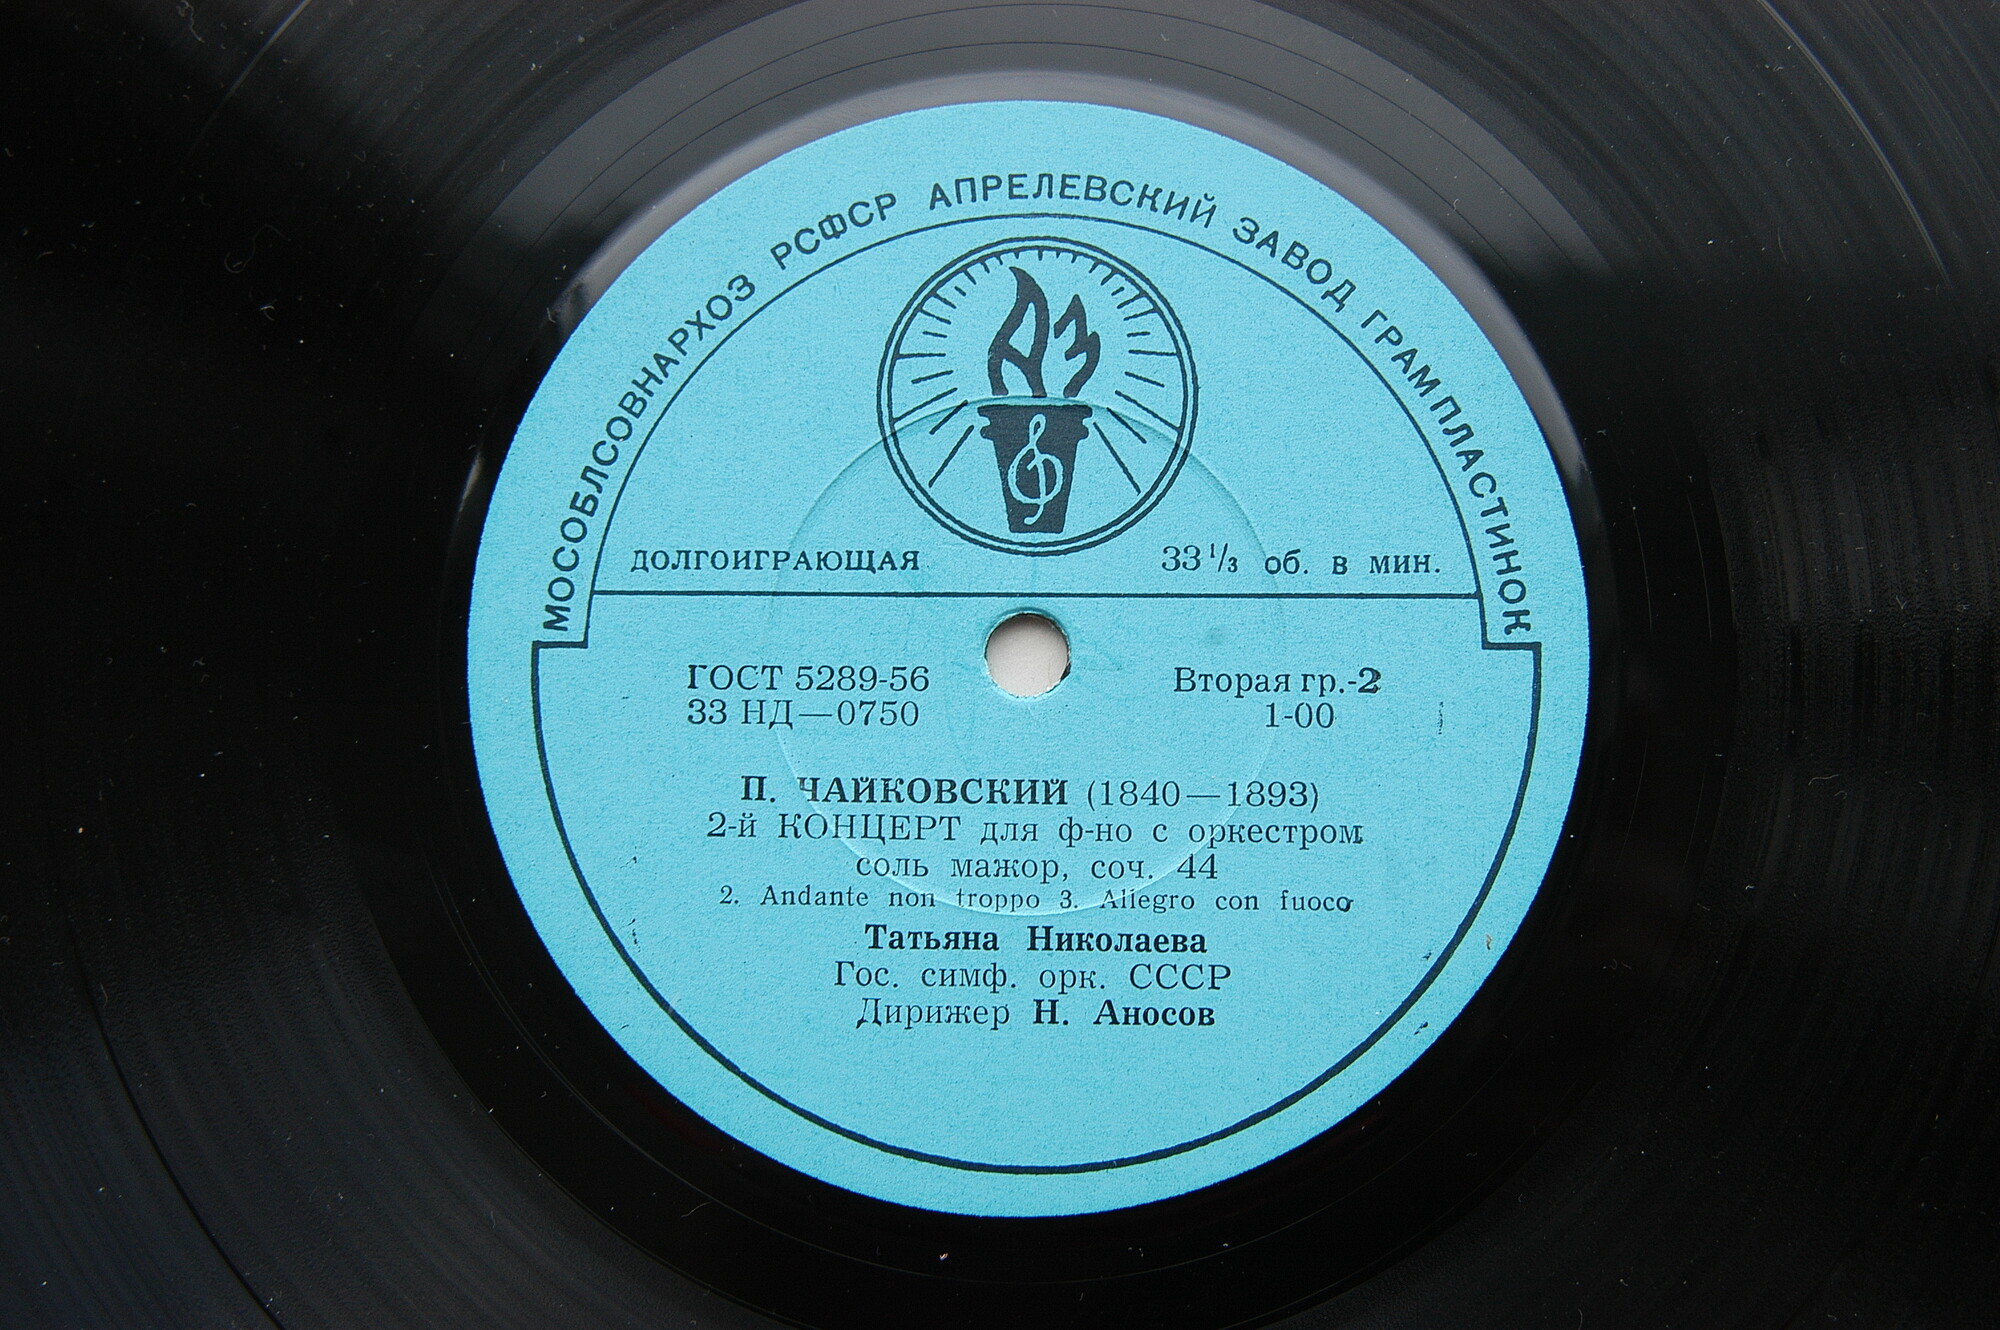 МОСОБЛСОВНАРХОЗ РСФСР АПРЕЛЕВСКИЙ ЗАВОД ГРАМПЛАСТИНОК
АЗ
ДОЛГОИГРАЮЩАЯ 33 1/3 об. в мин.
ГОСТ 5289-56 Вторая гр.-2
33 НД—0750 1-00
П. ЧАЙКОВСКИЙ (1840—1893)
2-й КОНЦЕРТ для ф-но с оркестром
соль мажор, соч. 44
2. Andante non troppo 3. Allegro con fuoco
Татьяна Николаева
Гос. симф. орк. СССР
Дирижер Н. Аносов